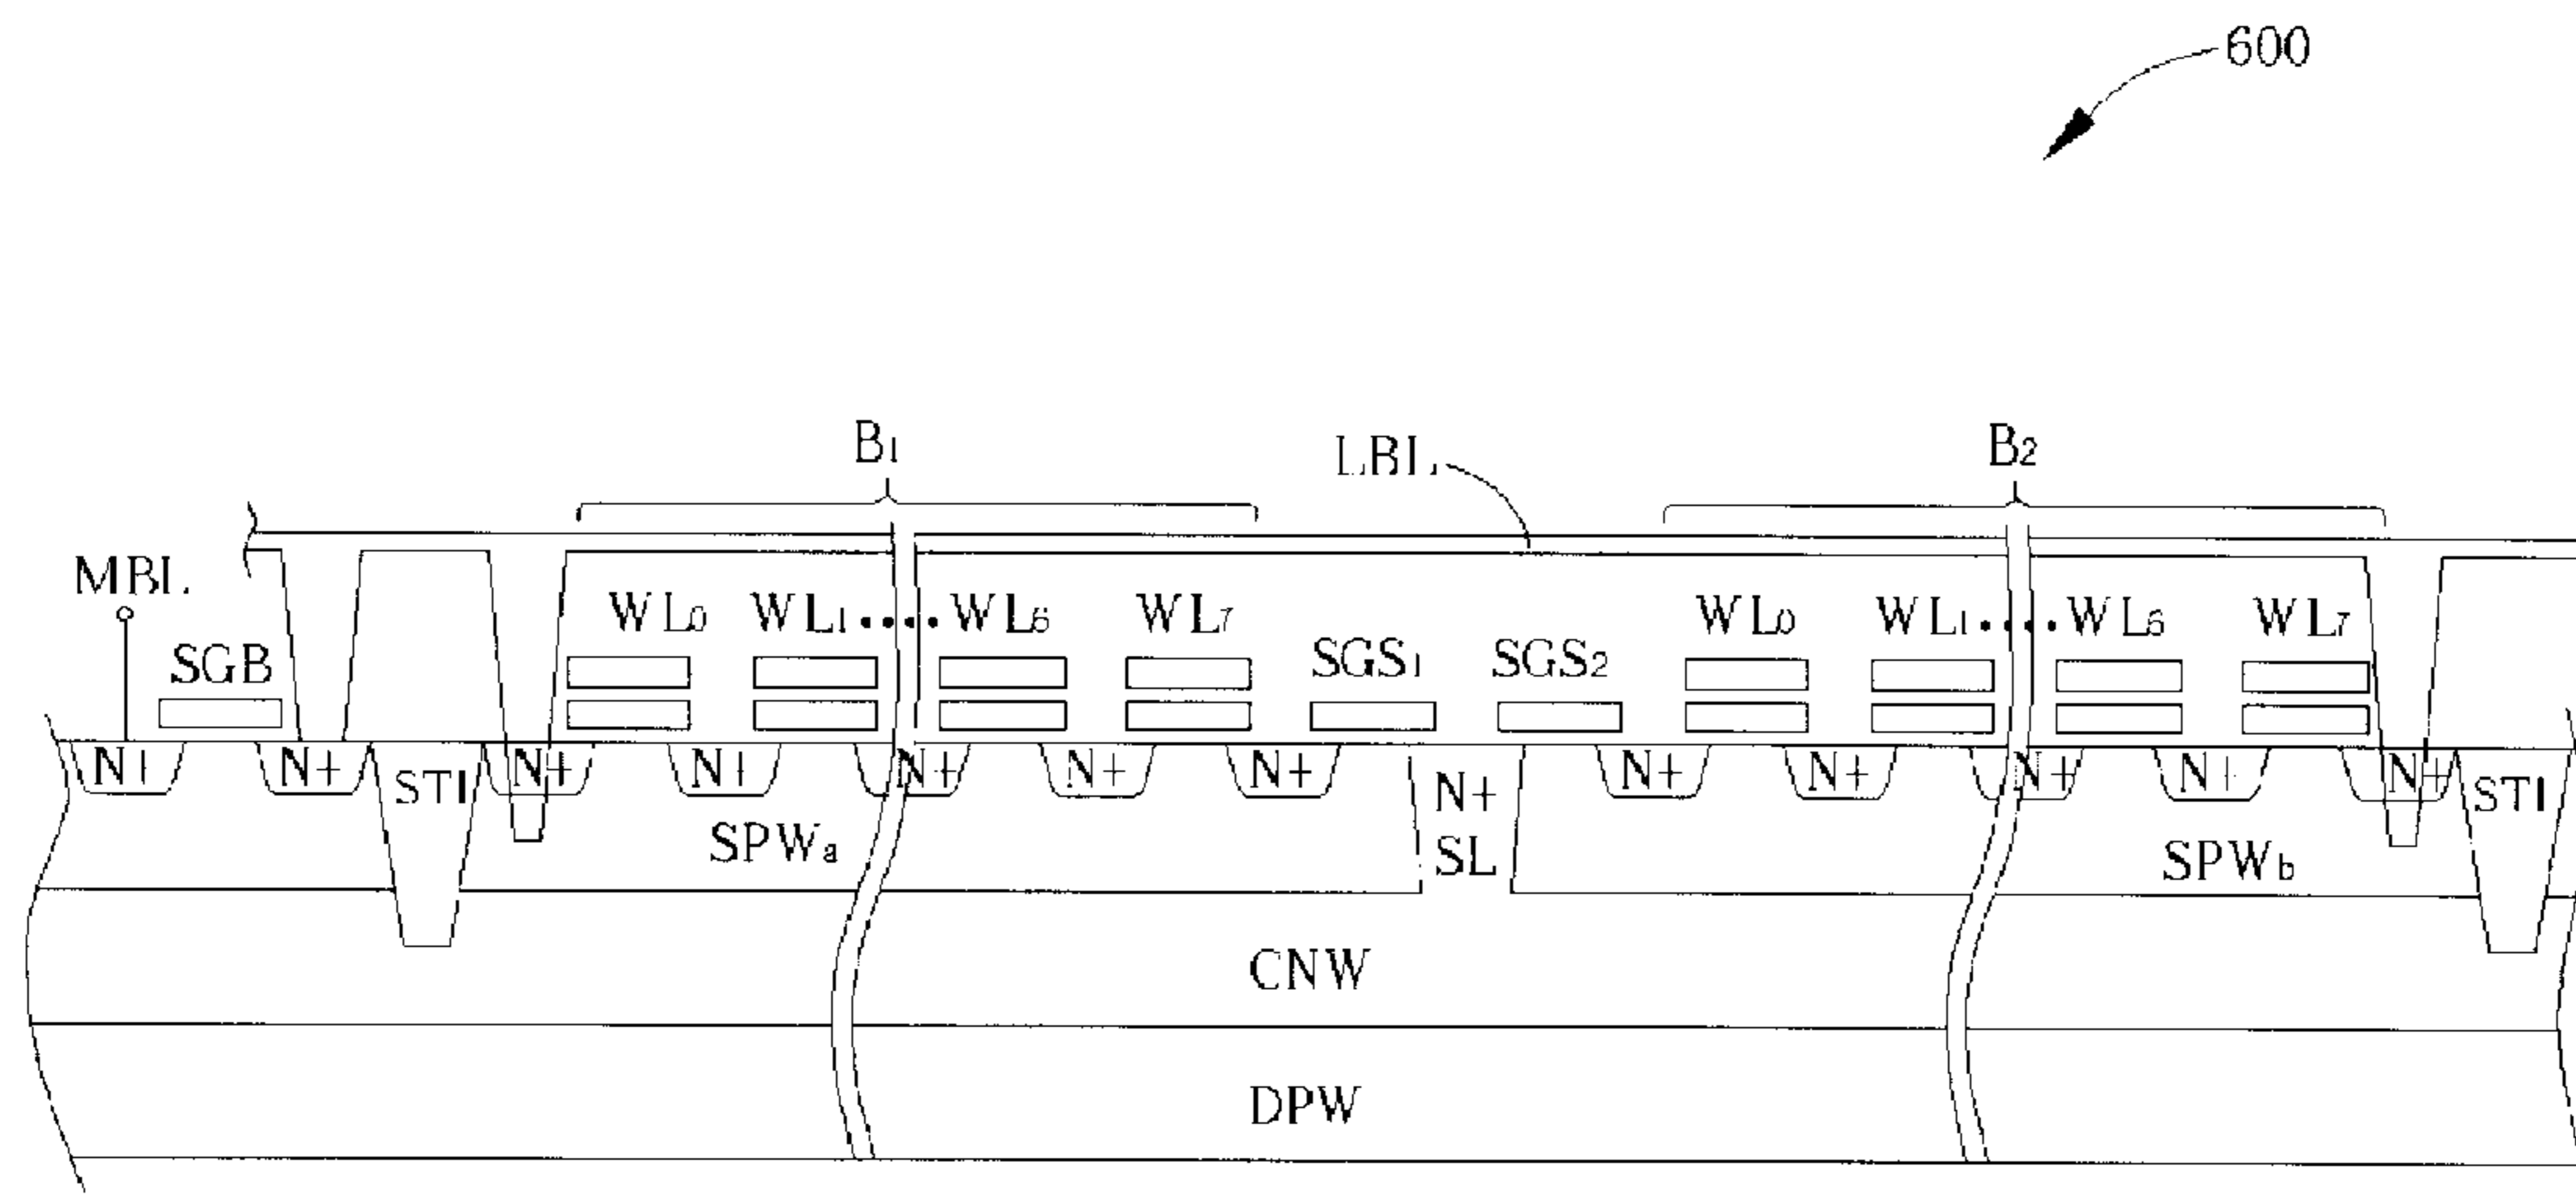 600
B1 LBL B2
MBL
WL0 WL1 •••• WL6 WL7 WL0 WL1 •••• WL6 WL7
SGB SGS1 SGS2
N+ N+ STI N+ N+ N+ N+ N+ N+ N+ N+ N+ N+ N+ STI
SPWa SL SPWb
CNW
DPW